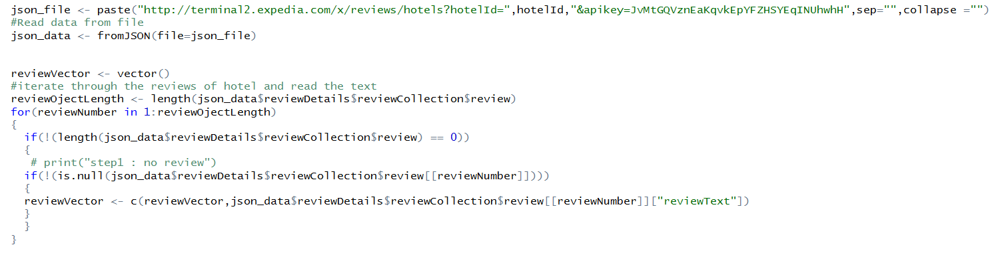 json_file <- paste("http://terminal2.expedia.com/x/reviews/hotels?hotelId=",hotelId,"&apikey=JvMtGQVznEaKqvkEpYFZHSYEqINUhwhH",sep="",collapse ="")
#Read data from file
json_data <- fromJSON(file=json_file)
reviewVector <- vector()
#iterate through the reviews of hotel and read the text
reviewOjectLength <- length(json_data$reviewDetails$reviewCollection$review)
for(reviewNumber in 1:reviewOjectLength)
{
if(!(length(json_data$reviewDetails$reviewCollection$review) == 0))
{
# print("step1 : no review")
if(!(is.null(json_data$reviewDetails$reviewCollection$review[[reviewNumber]])))
{
reviewVector <- c(reviewVector,json_data$reviewDetails$reviewCollection$review[[reviewNumber]]["reviewText"])
}
}
}